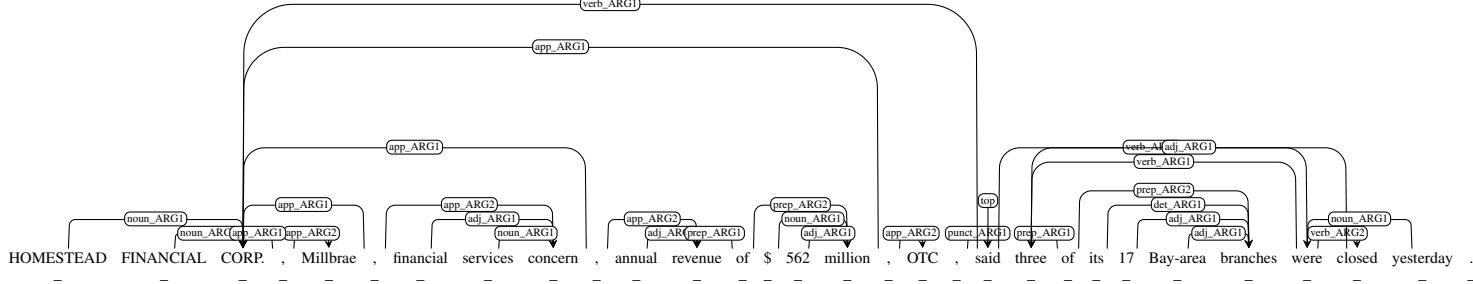 verb_ARG1
app_ARG1
app_ARG1 adj_ARG1
verb_ARG1
prep_ARG2
top
app_ARG1 app_ARG2 prep_ARG2 det_ARG1
noun_ARG1 adj_ARG1 app_ARG2 noun_ARG1 adj_ARG1 noun_ARG1
app_ARG1 app_ARG2 noun_ARG1 prep_ARG1 adj_ARG1 app_ARG2 punct_ARG1 prep_ARG1 adj_ARG1 verb_ARG2
HOMESTEAD FINANCIAL CORP. , Millbrae , financial services concern , annual revenue of $ 562 million , OTC , said three of its 17 Bay-area branches were closed yesterday .
_ _ _ _ _ _ _ _ _ _ _ _ _ _ _ _ _ _ _ _ _ _ _ _ _ _ _ _ _ _